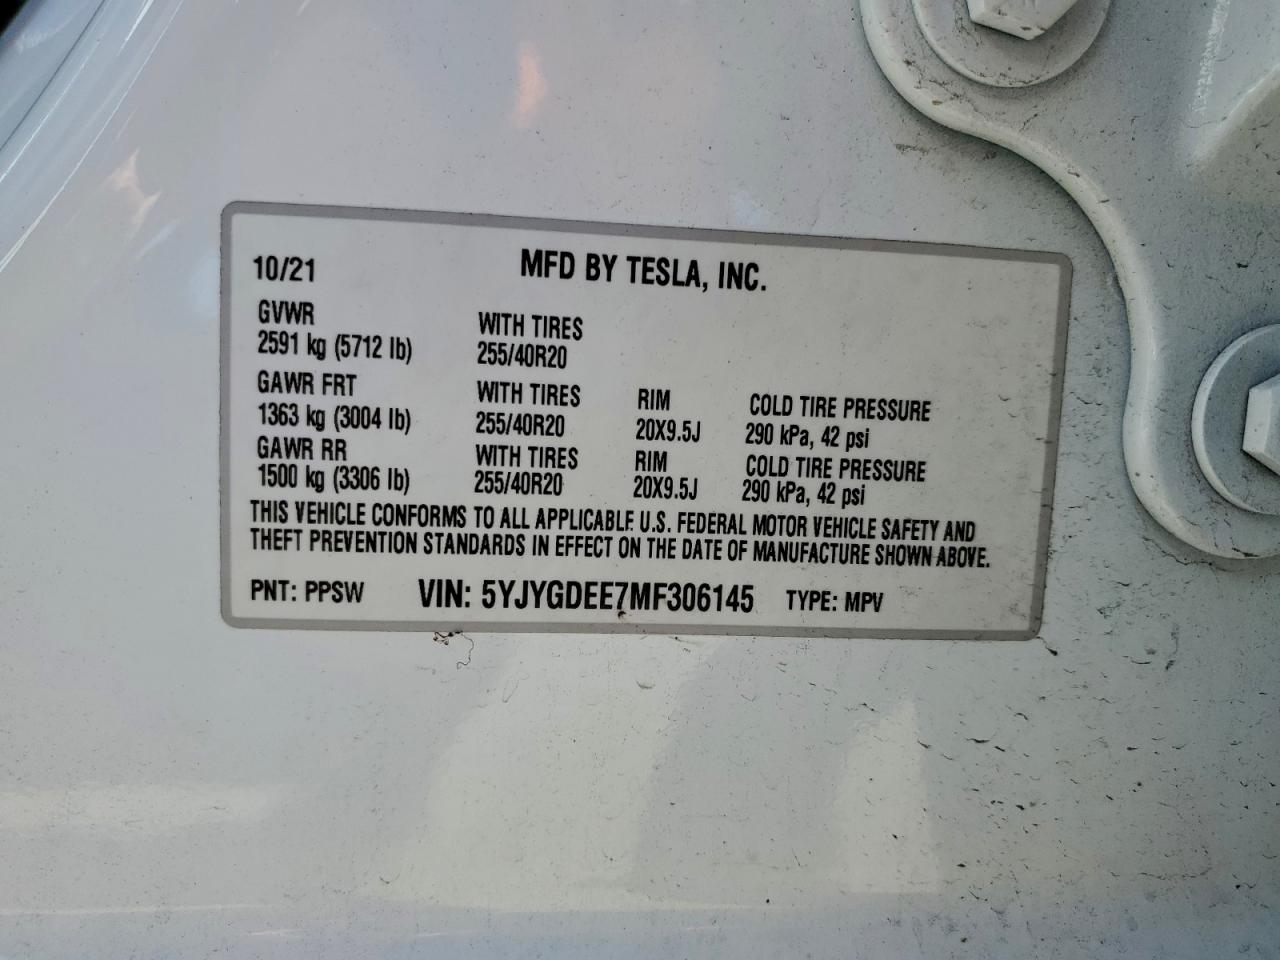 10/21 MFD BY TESLA, INC.
GVWR
2591 kg (5712 lb)
WITH TIRES
255/40R20
GAWR FRT
1363 kg (3004 lb)
WITH TIRES
255/40R20
RIM
20X9.5J
COLD TIRE PRESSURE
290 kPa, 42 psi
GAWR RR
1500 kg (3306 lb)
WITH TIRES
255/40R20
RIM
20X9.5J
COLD TIRE PRESSURE
290 kPa, 42 psi
THIS VEHICLE CONFORMS TO ALL APPLICABLE U.S. FEDERAL MOTOR VEHICLE SAFETY AND
THEFT PREVENTION STANDARDS IN EFFECT ON THE DATE OF MANUFACTURE SHOWN ABOVE.
PNT: PPSW VIN: 5YJYGDEE7MF306145 TYPE: MPV